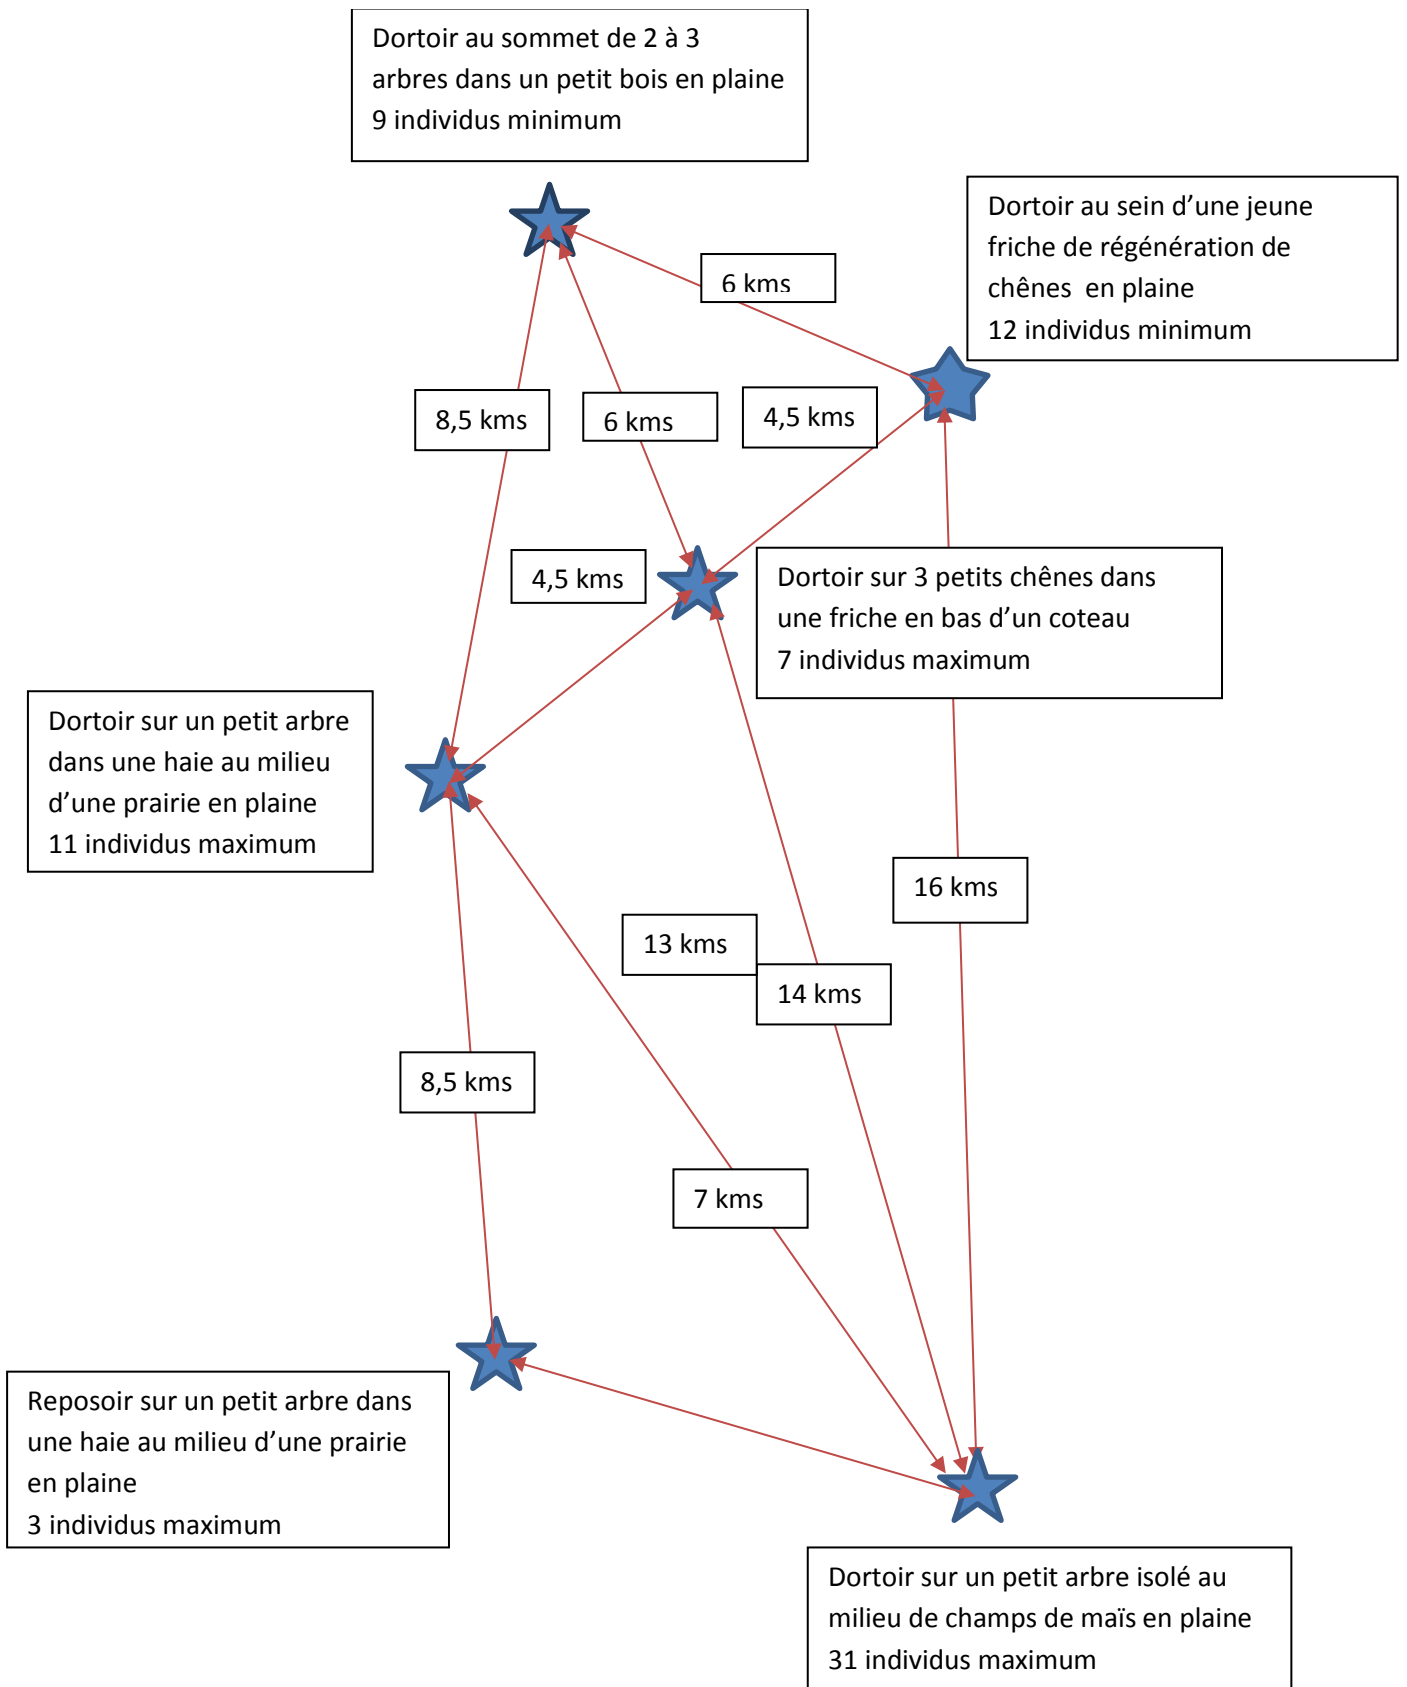 Dortoir au sommet de 2 à 3
arbres dans un petit bois en plaine
9 individus minimum
Dortoir au sein d’une jeune
friche de régénération de
chênes  en plaine
12 individus minimum
6 kms
8,5 kms
6 kms
4,5 kms
4,5 kms
Dortoir sur 3 petits chênes dans
une friche en bas d’un coteau
7 individus maximum
Dortoir sur un petit arbre
dans une haie au milieu
d’une prairie en plaine
11 individus maximum
16 kms
13 kms
14 kms
8,5 kms
7 kms
Reposoir sur un petit arbre dans
une haie au milieu d’une prairie
en plaine
3 individus maximum
Dortoir sur un petit arbre isolé au
milieu de champs de maïs en plaine
31 individus maximum